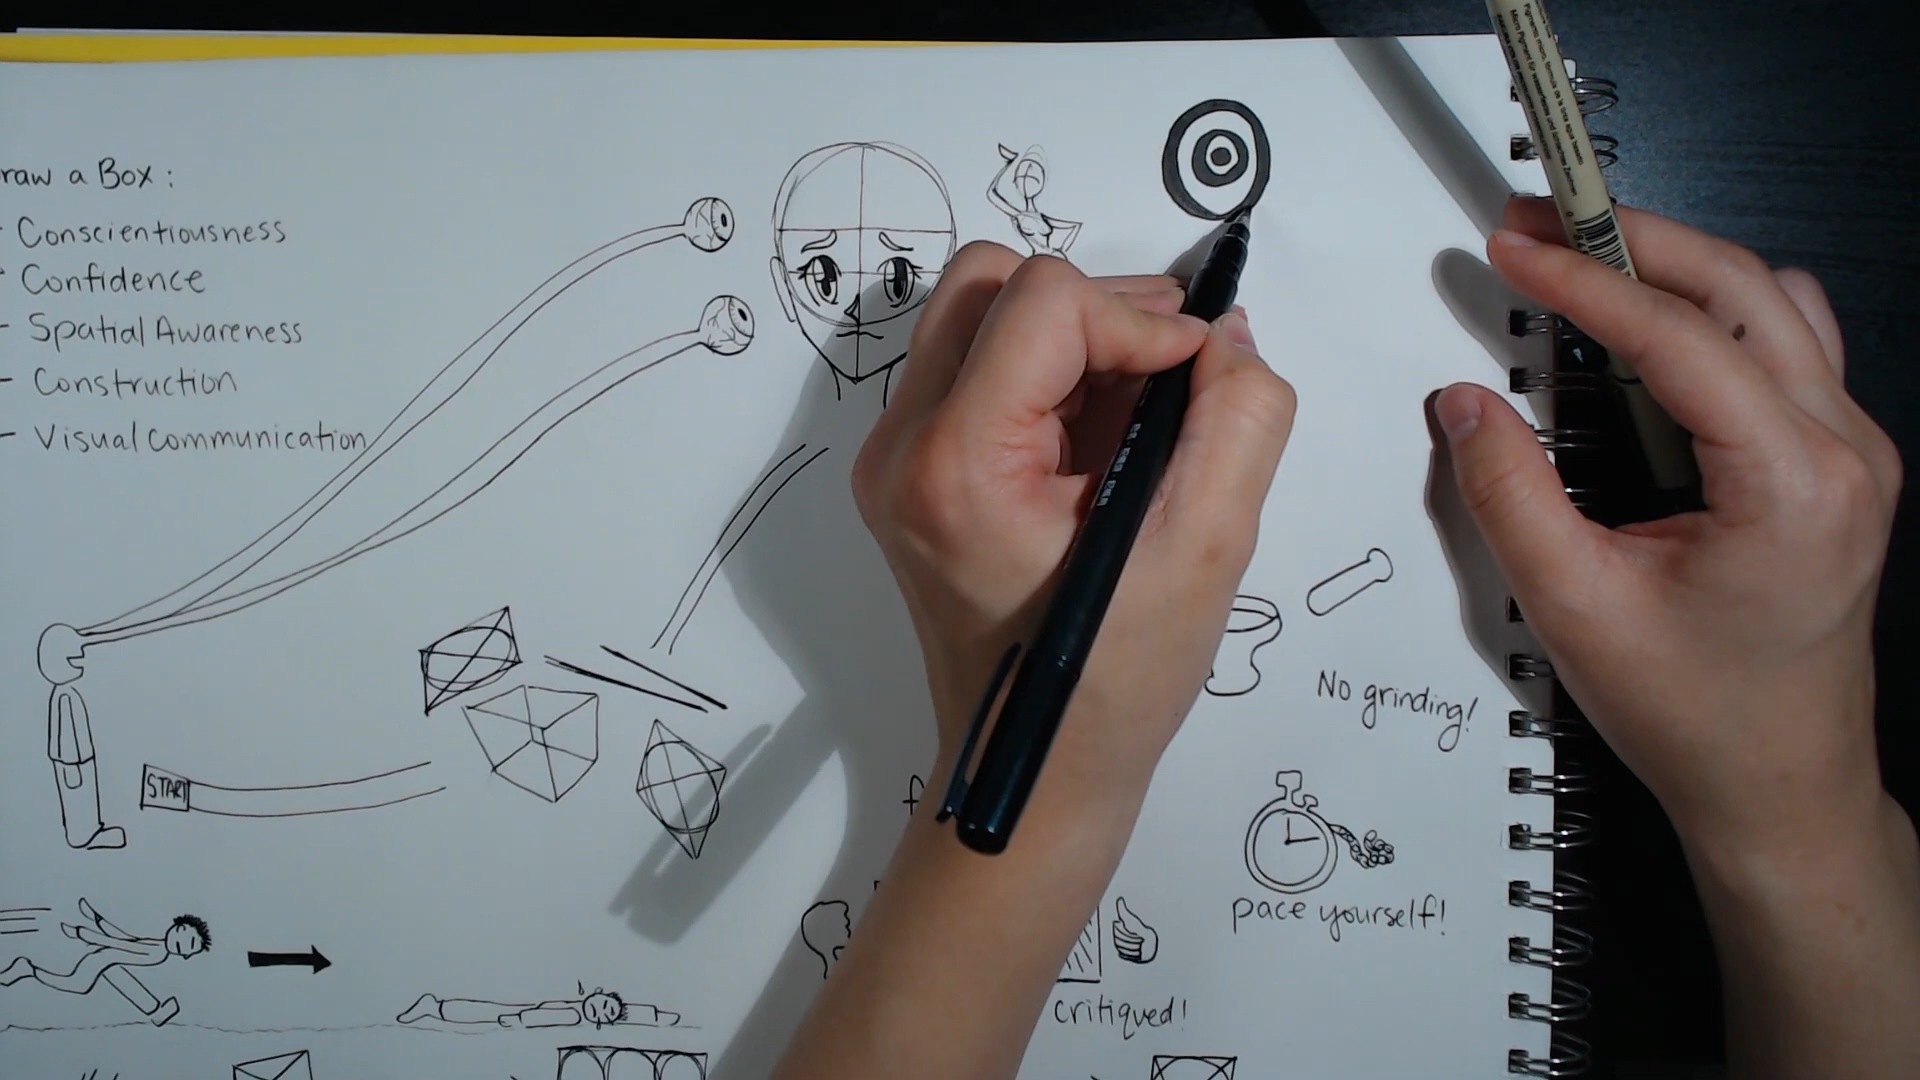 raw a Box :
- Conscientiousness
- Confidence
- Spatial Awareness
- Construction
- Visual communication
START
No grinding!
pace yourself!
critiqued!